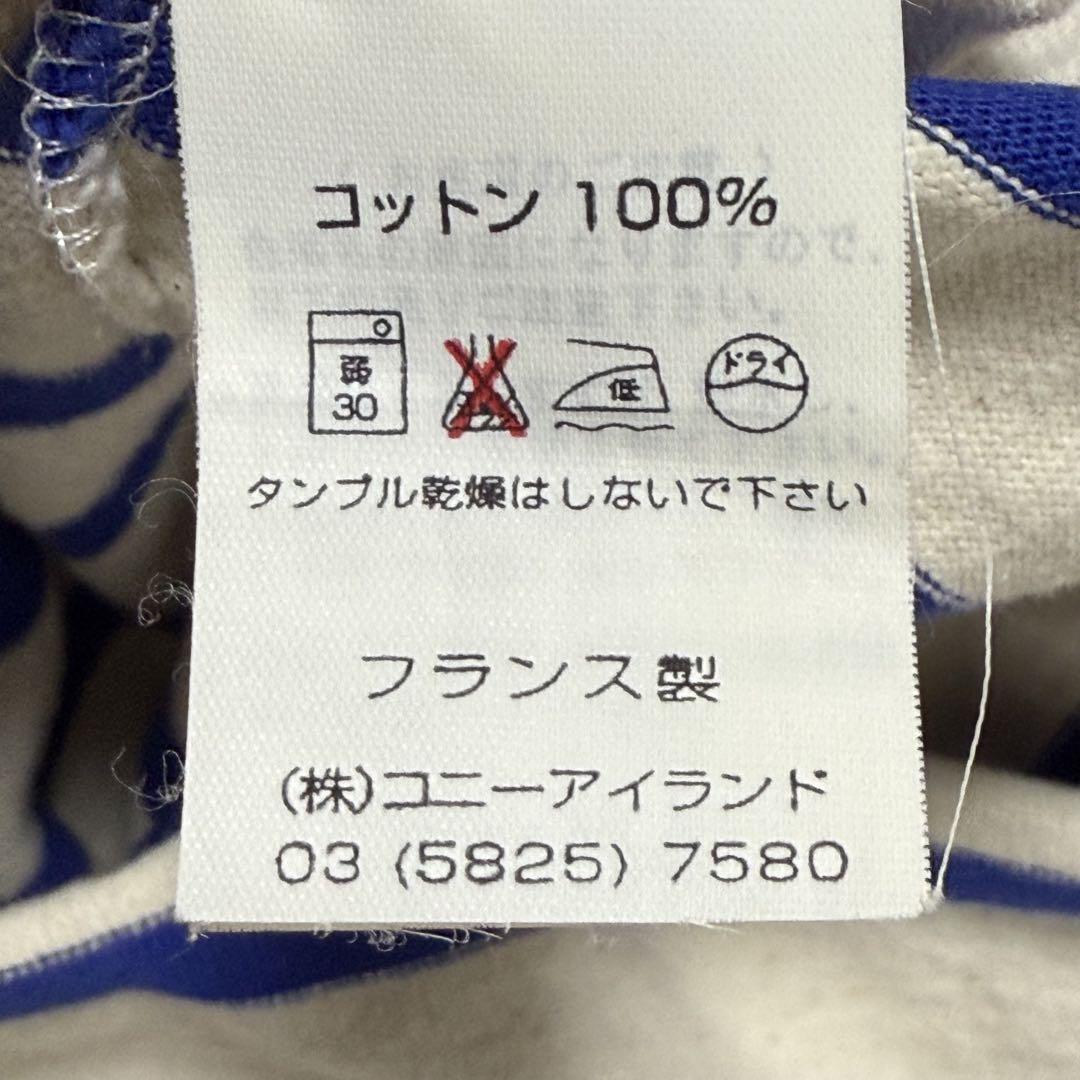 コットン 100%
弱
30
低
ドライ
タンブル乾燥はしないで下さい
フランス製
(株)コニーアイランド
03 (5825) 7580